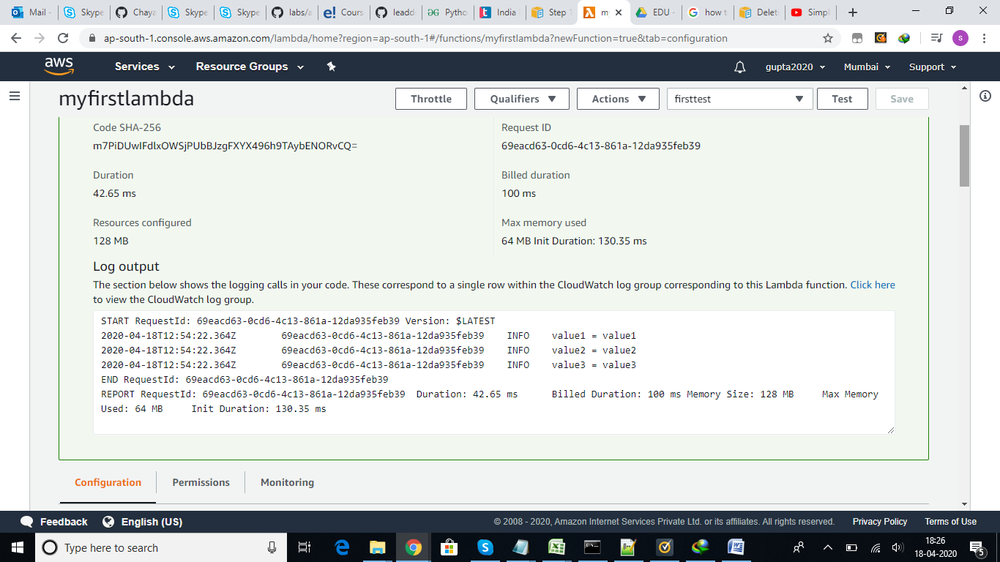 Mail -
Skype
Chaya
Skype
Skype
labs/a
Cours
leadd
Pytho
India
Step 1
my
EDU -
how t
Delet
Simpl
ap-south-1.console.aws.amazon.com/lambda/home?region=ap-south-1#/functions/myfirstlambda?newFunction=true&tab=configuration
s
aws
Services
Resource Groups
gupta2020
Mumbai
Support
myfirstlambda
Throttle
Qualifiers
Actions
firsttest
Test
Save
Code SHA-256
m7PiDUwIFdlxOWSjPUbBJzgFXYX496h9TAybENORvCQ=
Request ID
69eacd63-0cd6-4c13-861a-12da935feb39
Duration
42.65 ms
Billed duration
100 ms
Resources configured
128 MB
Max memory used
64 MB Init Duration: 130.35 ms
Log output
The section below shows the logging calls in your code. These correspond to a single row within the CloudWatch log group corresponding to this Lambda function. Click here
to view the CloudWatch log group.
START RequestId: 69eacd63-0cd6-4c13-861a-12da935feb39 Version: $LATEST
2020-04-18T12:54:22.364Z 69eacd63-0cd6-4c13-861a-12da935feb39 INFO value1 = value1
2020-04-18T12:54:22.364Z 69eacd63-0cd6-4c13-861a-12da935feb39 INFO value2 = value2
2020-04-18T12:54:22.364Z 69eacd63-0cd6-4c13-861a-12da935feb39 INFO value3 = value3
END RequestId: 69eacd63-0cd6-4c13-861a-12da935feb39
REPORT RequestId: 69eacd63-0cd6-4c13-861a-12da935feb39 Duration: 42.65 ms Billed Duration: 100 ms Memory Size: 128 MB Max Memory
Used: 64 MB Init Duration: 130.35 ms
Configuration
Permissions
Monitoring
Feedback
English (US)
© 2008 - 2020, Amazon Internet Services Private Ltd. or its affiliates. All rights reserved.
Privacy Policy
Terms of Use
Type here to search
18:26
18-04-2020
5